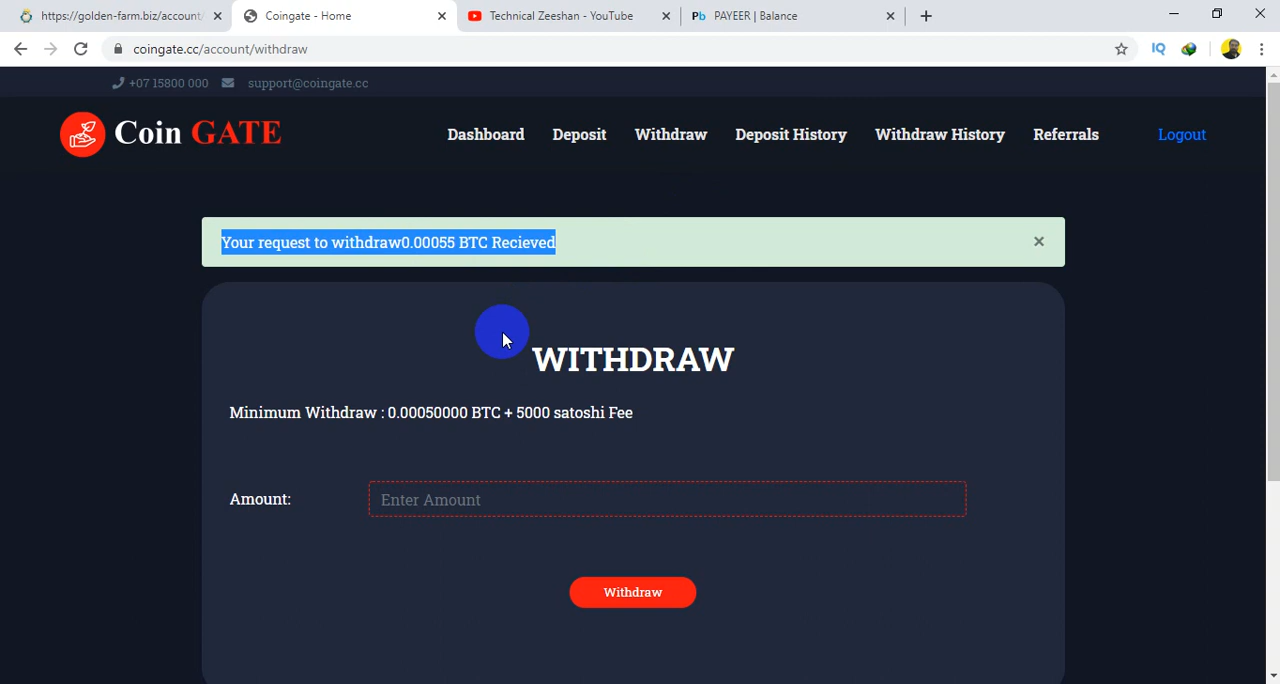 https://golden-farm.biz/account/
Coingate - Home
Technical Zeeshan - YouTube
Pb PAYEER | Balance
coingate.cc/account/withdraw
IQ
+07 15800 000 support@coingate.cc
Coin GATE
Dashboard Deposit Withdraw Deposit History Withdraw History Referrals Logout
Your request to withdraw0.00055 BTC Recieved
×
WITHDRAW
Minimum Withdraw : 0.00050000 BTC + 5000 satoshi Fee
Amount: Enter Amount
Withdraw